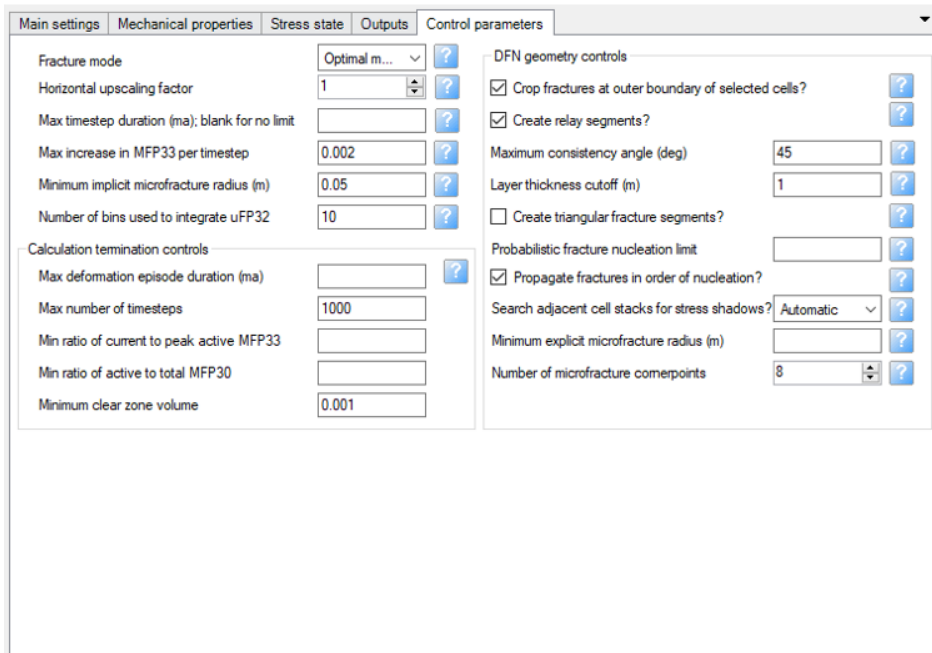 Main settings Mechanical properties Stress state Outputs Control parameters
Fracture mode Optimal m... ?
Horizontal upscaling factor 1 ?
Max timestep duration (ma); blank for no limit ?
Max increase in MFP33 per timestep 0.002 ?
Minimum implicit microfracture radius (m) 0.05 ?
Number of bins used to integrate uFP32 10 ?
Calculation termination controls
Max deformation episode duration (ma) ?
Max number of timesteps 1000
Min ratio of current to peak active MFP33
Min ratio of active to total MFP30
Minimum clear zone volume 0.001
DFN geometry controls
Crop fractures at outer boundary of selected cells? ?
Create relay segments? ?
Maximum consistency angle (deg) 45 ?
Layer thickness cutoff (m) 1 ?
Create triangular fracture segments? ?
Probabilistic fracture nucleation limit ?
Propagate fractures in order of nucleation? ?
Search adjacent cell stacks for stress shadows? Automatic ?
Minimum explicit microfracture radius (m) ?
Number of microfracture cornerpoints 8 ?